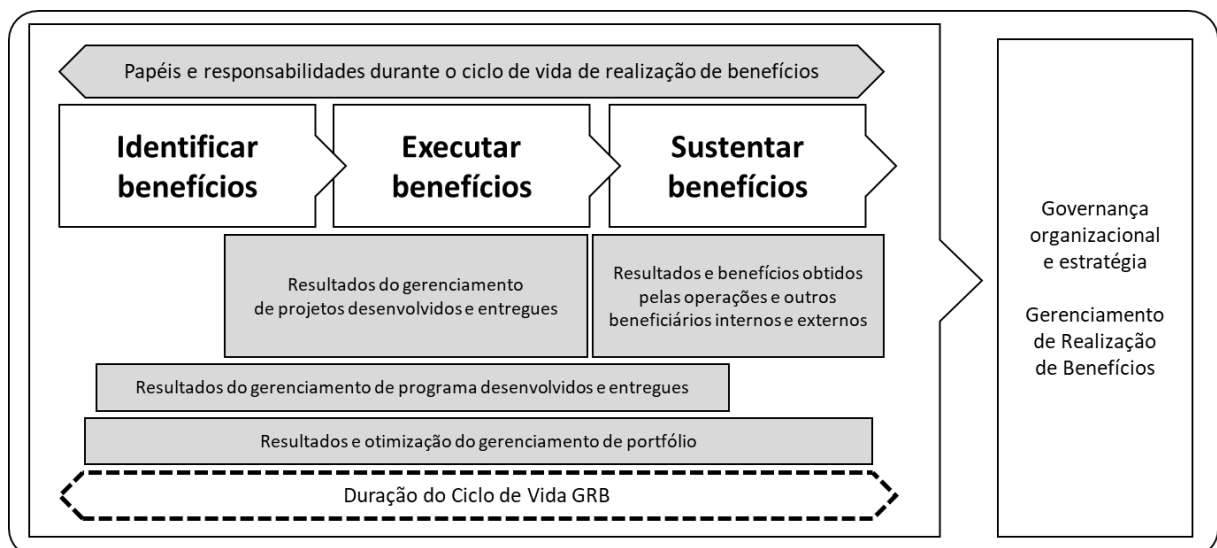 Papéis e responsabilidades durante o ciclo de vida de realização de benefícios
Identificar
benefícios
Executar
benefícios
Sustentar
benefícios
Resultados do gerenciamento
de projetos desenvolvidos e entregues
Resultados e benefícios obtidos
pelas operações e outros
beneficiários internos e externos
Resultados do gerenciamento de programa desenvolvidos e entregues
Resultados e otimização do gerenciamento de portfólio
Duração do Ciclo de Vida GRB
Governança
organizacional
e estratégia
Gerenciamento
de Realização
de Benefícios